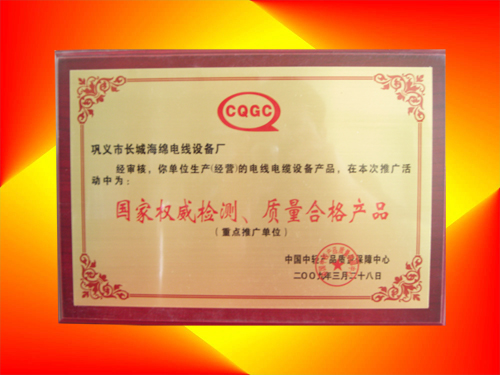 CQGC
巩义市长城海绵电线设备厂
经审核，你单位生产(经营)的电线电缆设备产品，在本次推广活
动中为：
国家权威检测、质量合格产品
(重点推广单位)
中国中轻产品质量保障中心
二〇〇九年三月二十八日